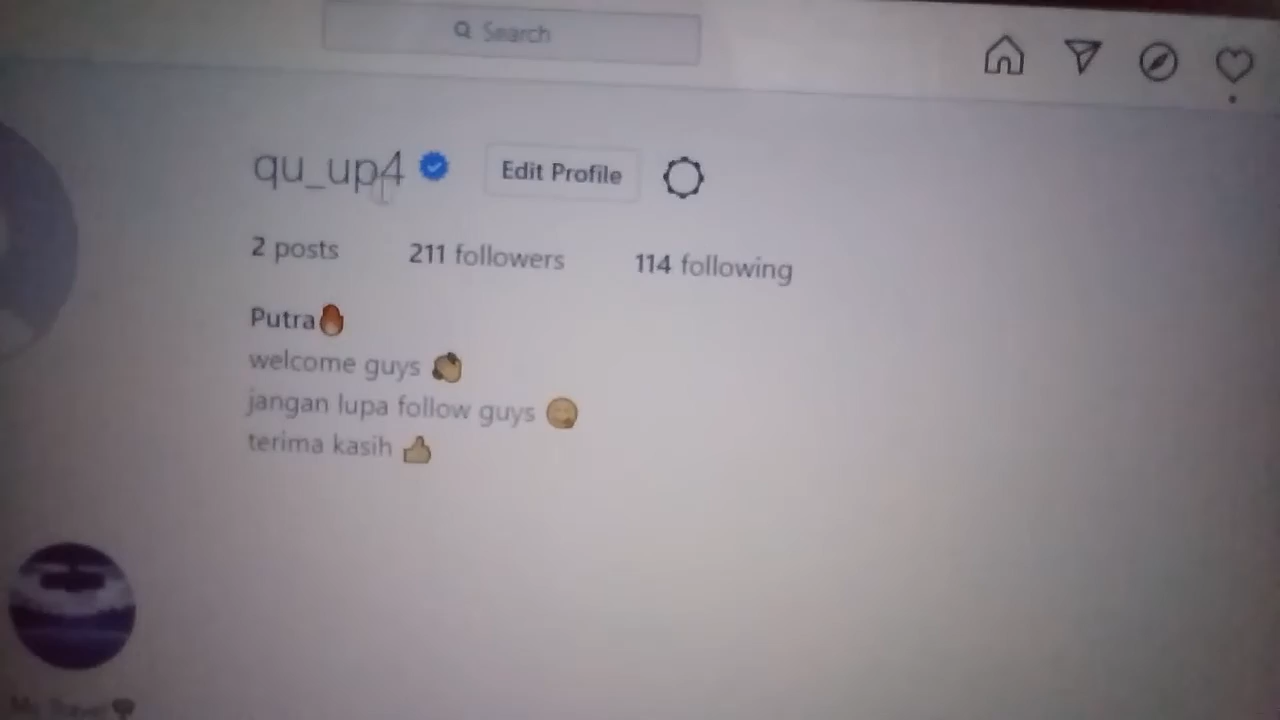 Search
qu_up4 Edit Profile
2 posts 211 followers 114 following
Putra🔥
welcome guys 👏
jangan lupa follow guys
terima kasih 👍